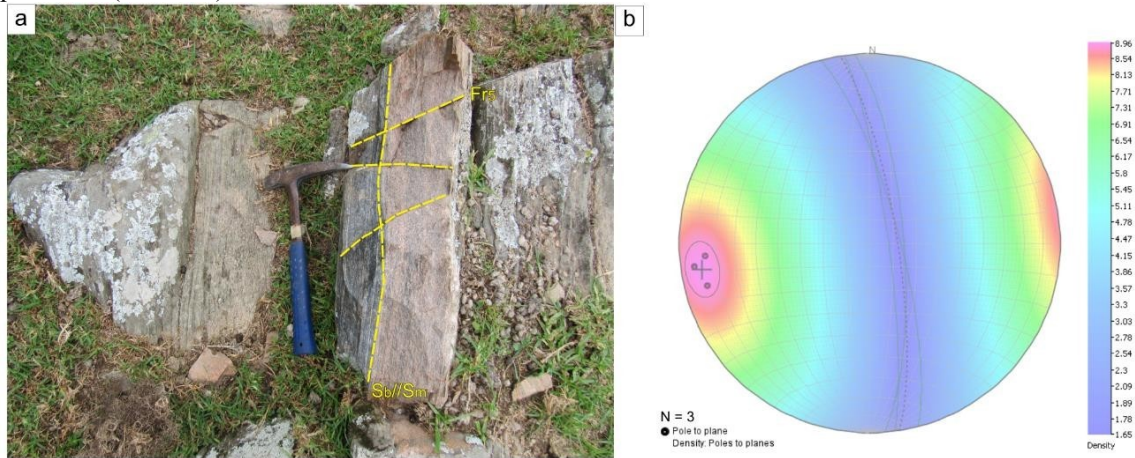 a
Fr5
Sb//Sm
b
N
N = 3
Pole to plane
Density: Poles to planes
8.96
8.54
8.13
7.71
6.91
6.54
6.17
5.8
5.45
5.11
4.78
4.47
4.15
3.86
3.57
3.3
3.03
2.78
2.54
2.3
2.09
1.89
1.78
1.65
Density